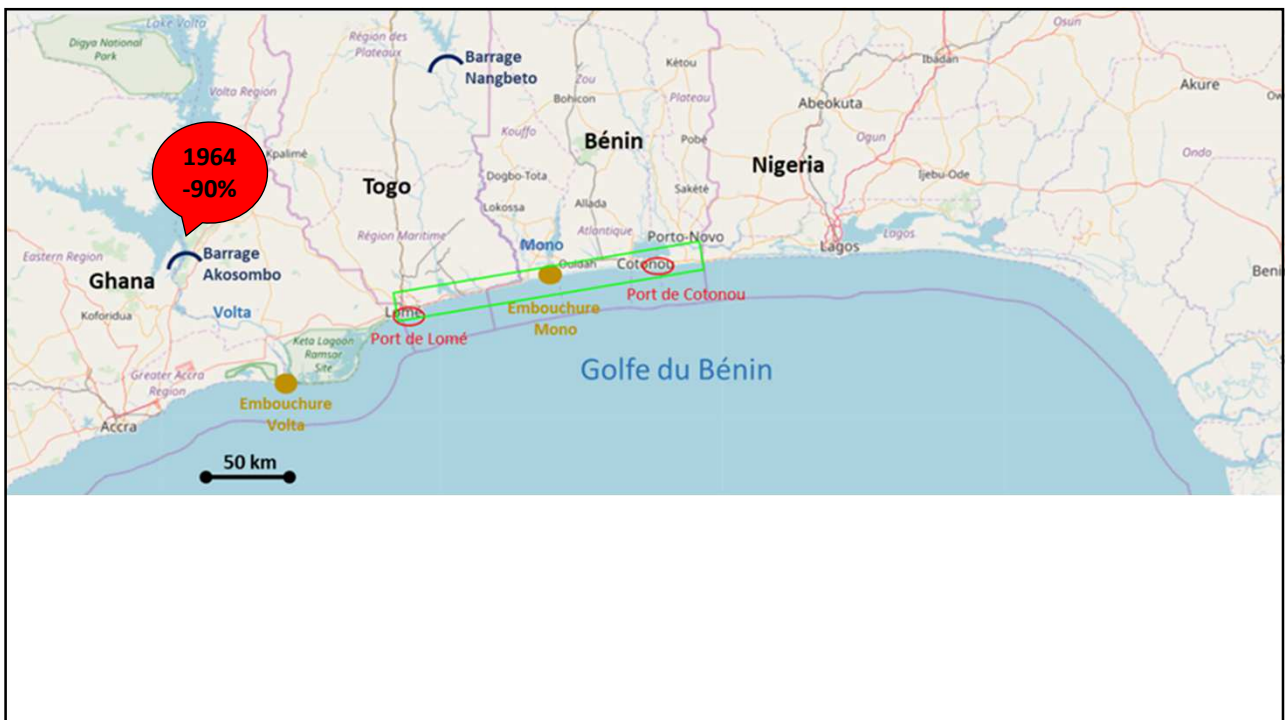 Lake Volta
Osun
Digya National
Park
Région des
Plateaux
Barrage
Nangbeto
Kétou
Ibadan
Zou
Akure
Volta Region
Bohicon
Plateau
Abeokuta
Kouffo
Bénin
Pobè
Ogun
1964
-90%
Kpalimé
Nigeria
Ondo
Togo
Dogbo-Tota
Ijebu-Ode
Sakété
Lokossa
Allada
Atlantique
Région Maritime
Porto-Novo
Lagos
Lagos
Mono
Eastern Region
Barrage
Akosombo
Ouidah
Cotonou
Ghana
Port de Cotonou
Koforidua
Volta
Lomé
Embouchure
Mono
Port de Lomé
Keta Lagoon
Ramsar
Site
Golfe du Bénin
Greater Accra
Region
Embouchure
Volta
Accra
50 km